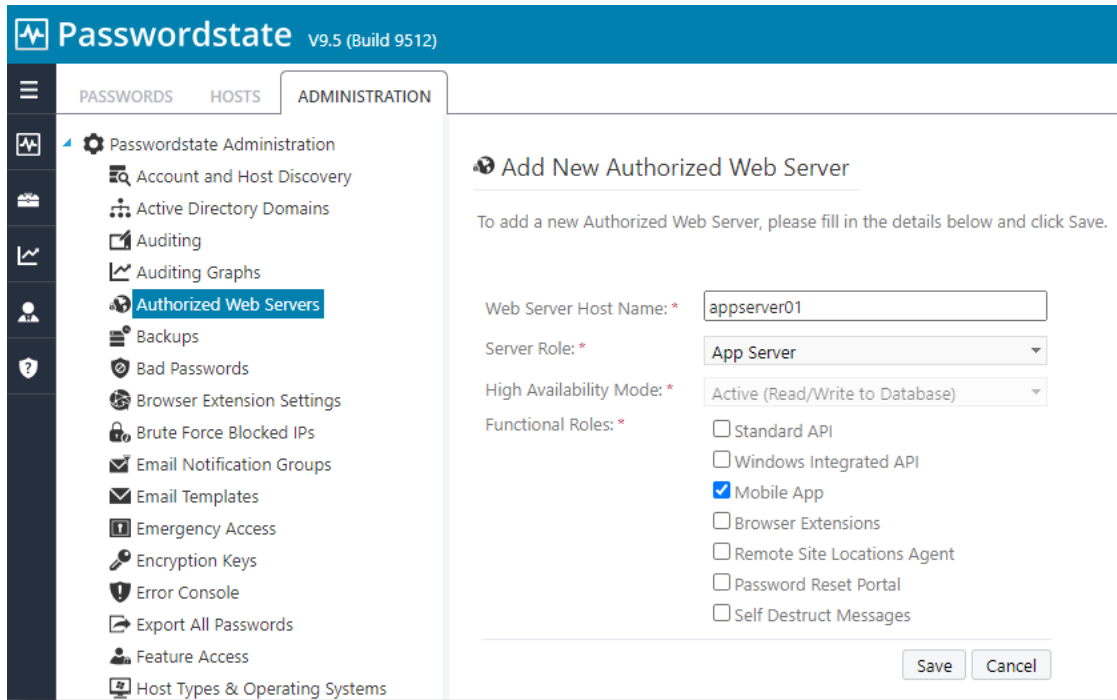 Passwordstate V9.5 (Build 9512)
PASSWORDS HOSTS ADMINISTRATION
Passwordstate Administration
Account and Host Discovery
Active Directory Domains
Auditing
Auditing Graphs
Authorized Web Servers
Backups
Bad Passwords
Browser Extension Settings
Brute Force Blocked IPs
Email Notification Groups
Email Templates
Emergency Access
Encryption Keys
Error Console
Export All Passwords
Feature Access
Host Types & Operating Systems
Add New Authorized Web Server
To add a new Authorized Web Server, please fill in the details below and click Save.
Web Server Host Name: * appserver01
Server Role: * App Server
High Availability Mode: * Active (Read/Write to Database)
Functional Roles: *
Standard API
Windows Integrated API
Mobile App
Browser Extensions
Remote Site Locations Agent
Password Reset Portal
Self Destruct Messages
Save Cancel